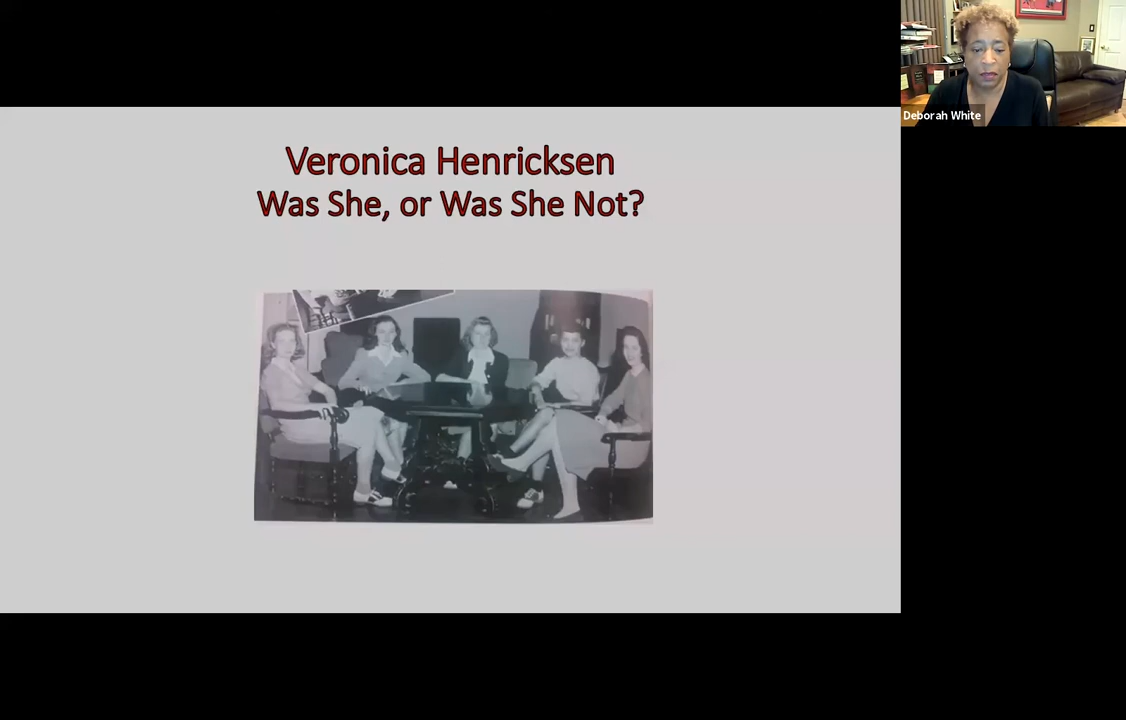 Veronica Henricksen
Was She, or Was She Not?
Deborah White